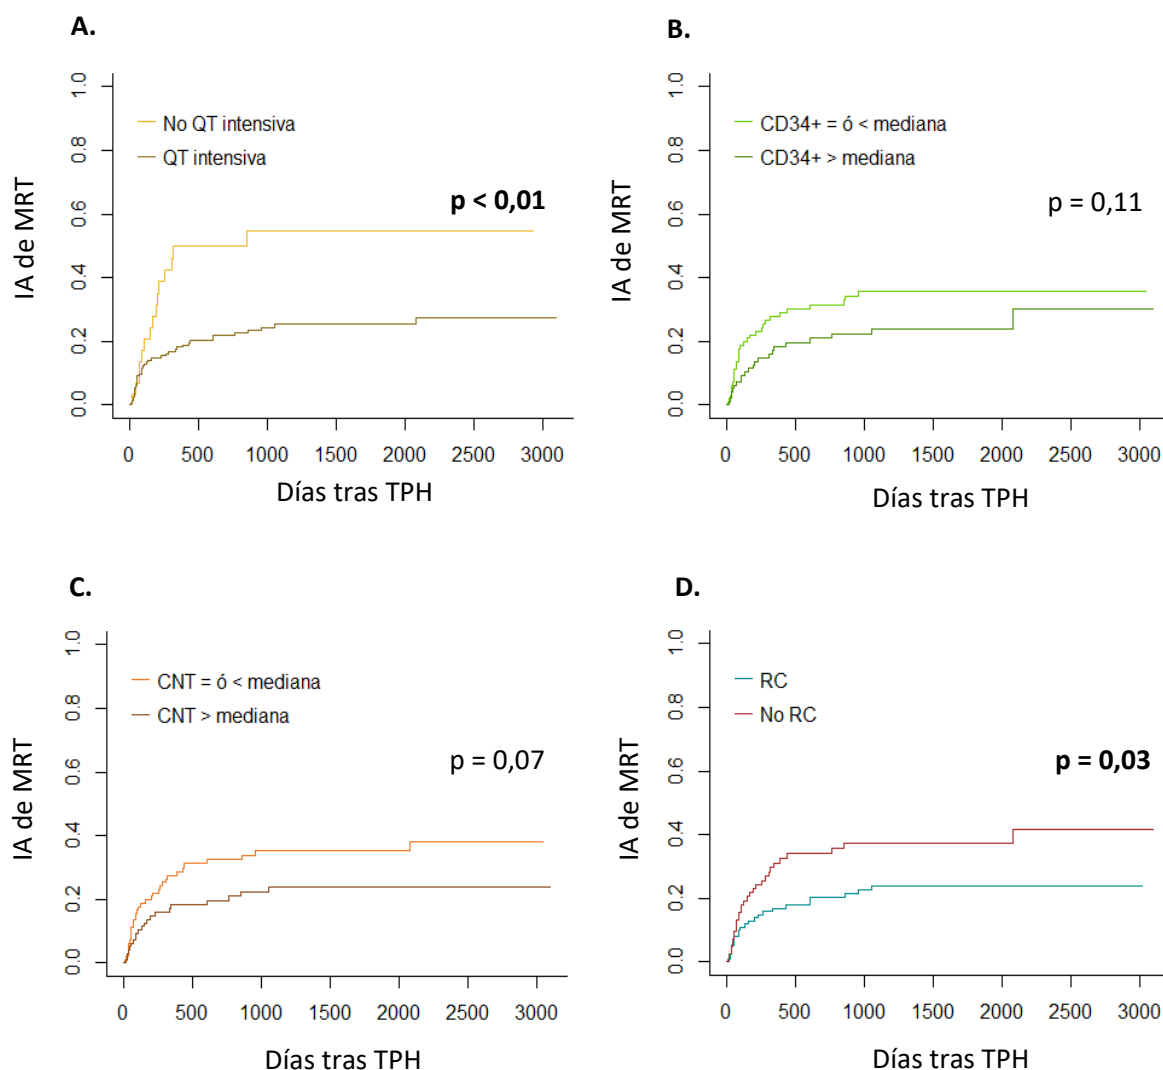 A.
No QT intensiva
QT intensiva
p < 0,01
IA de MRT
0.0 0.2 0.4 0.6 0.8 1.0
0 500 1000 1500 2000 2500 3000
Días tras TPH
B.
CD34+ = ó < mediana
CD34+ > mediana
p = 0,11
IA de MRT
0.0 0.2 0.4 0.6 0.8 1.0
0 500 1000 1500 2000 2500 3000
Días tras TPH
C.
CNT = ó < mediana
CNT > mediana
p = 0,07
IA de MRT
0.0 0.2 0.4 0.6 0.8 1.0
0 500 1000 1500 2000 2500 3000
Días tras TPH
D.
RC
No RC
p = 0,03
IA de MRT
0.0 0.2 0.4 0.6 0.8 1.0
0 500 1000 1500 2000 2500 3000
Días tras TPH